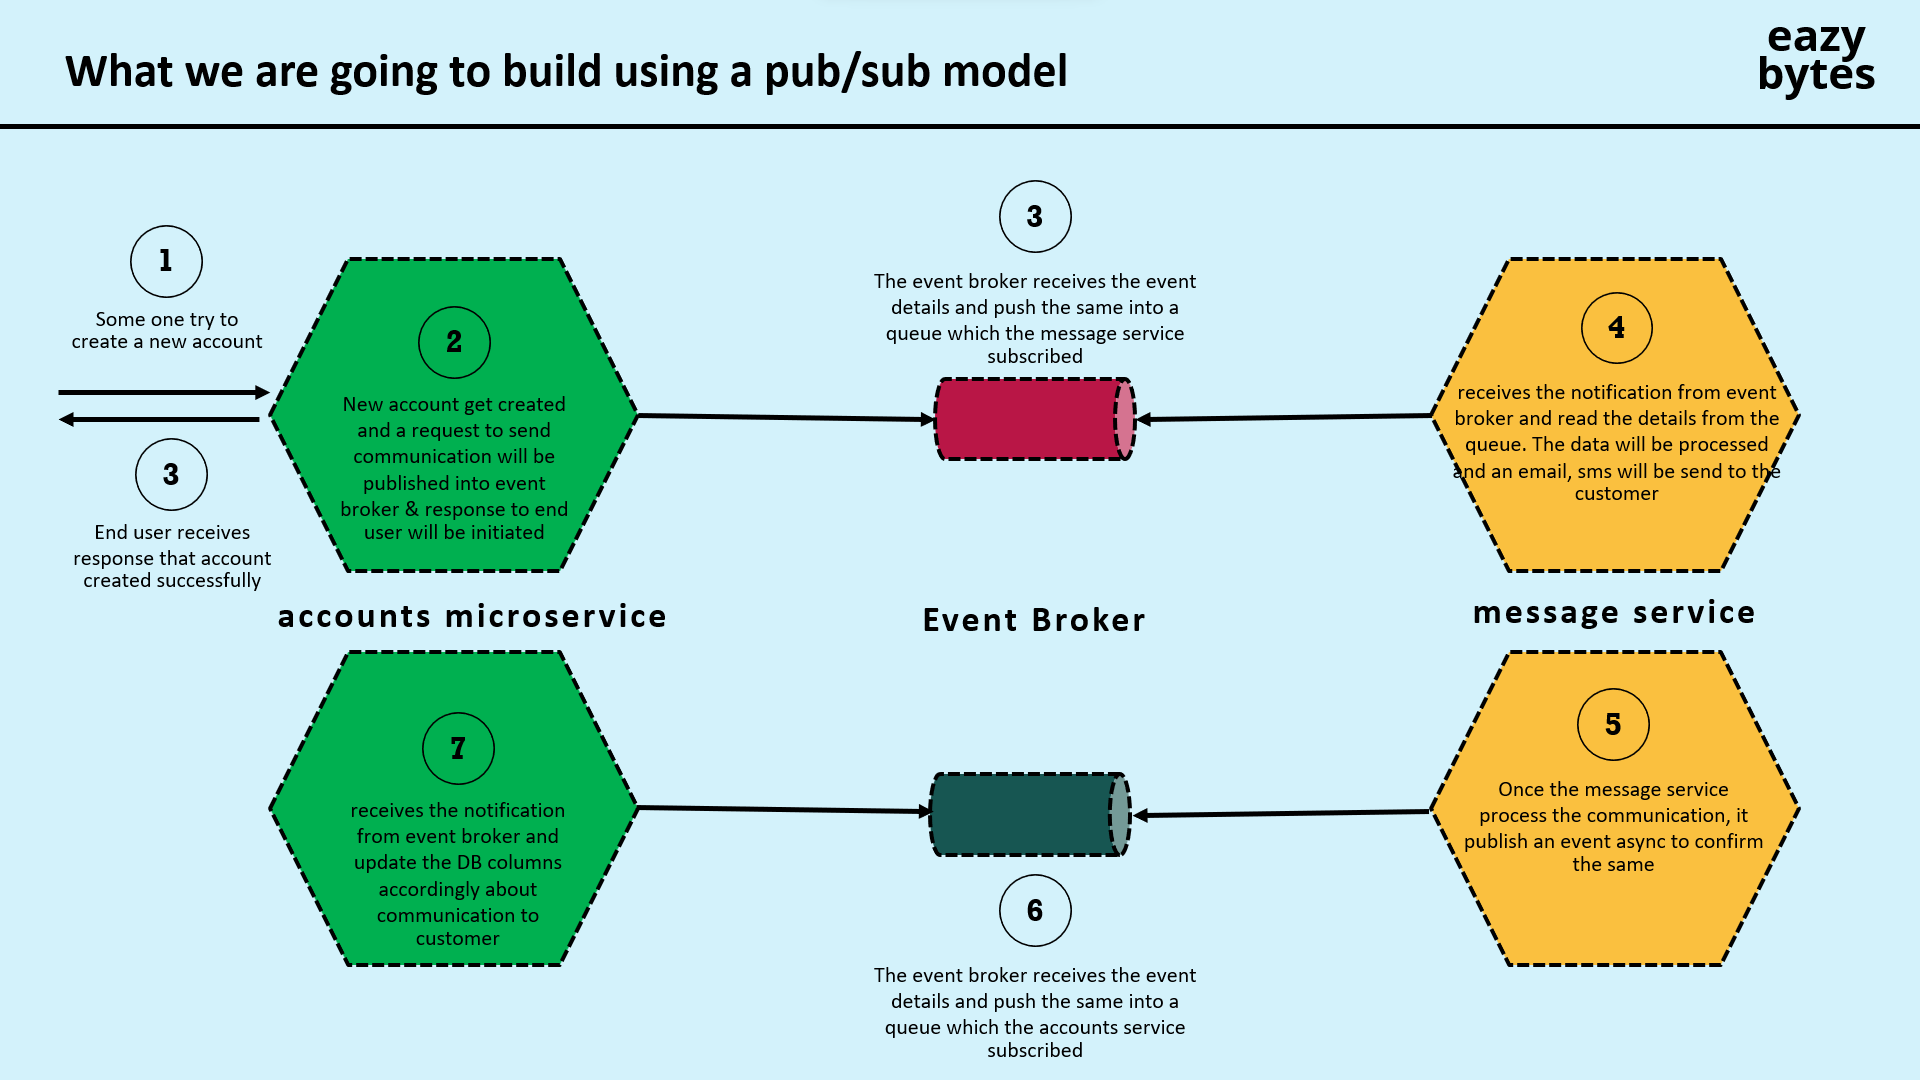 What we are going to build using a pub/sub model
eazy
bytes
1
Some one try to
create a new account
3
End user receives
response that account
created successfully
2
New account get created
and a request to send
communication will be
published into event
broker & response to end
user will be initiated
3
The event broker receives the event
details and push the same into a
queue which the message service
subscribed
4
receives the notification from event
broker and read the details from the
queue. The data will be processed
and an email, sms will be send to the
customer
accounts microservice
Event Broker
message service
7
receives the notification
from event broker and
update the DB columns
accordingly about
communication to
customer
6
The event broker receives the event
details and push the same into a
queue which the accounts service
subscribed
5
Once the message service
process the communication, it
publish an event async to confirm
the same